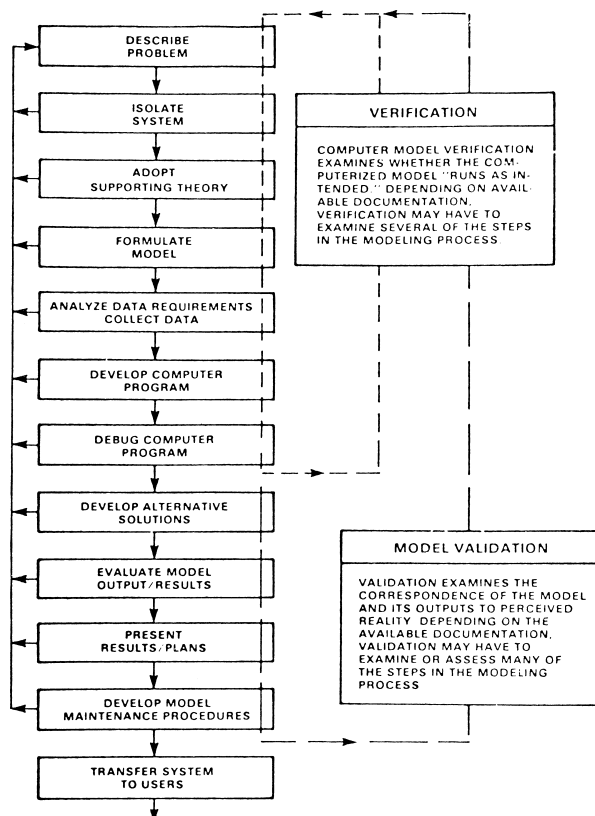 DESCRIBE
PROBLEM
ISOLATE
SYSTEM
ADOPT
SUPPORTING THEORY
FORMULATE
MODEL
ANALYZE DATA REQUIREMENTS
COLLECT DATA
DEVELOP COMPUTER
PROGRAM
DEBUG COMPUTER
PROGRAM
DEVELOP ALTERNATIVE
SOLUTIONS
EVALUATE MODEL
OUTPUT/RESULTS
PRESENT
RESULTS/PLANS
DEVELOP MODEL
MAINTENANCE PROCEDURES
TRANSFER SYSTEM
TO USERS
VERIFICATION
COMPUTER MODEL VERIFICATION
EXAMINES WHETHER THE COM-
PUTERIZED MODEL "RUNS AS IN-
TENDED." DEPENDING ON AVAIL-
ABLE DOCUMENTATION,
VERIFICATION MAY HAVE TO
EXAMINE SEVERAL OF THE STEPS
IN THE MODELING PROCESS
MODEL VALIDATION
VALIDATION EXAMINES THE
CORRESPONDENCE OF THE MODEL
AND ITS OUTPUTS TO PERCEIVED
REALITY. DEPENDING ON THE
AVAILABLE DOCUMENTATION,
VALIDATION MAY HAVE TO
EXAMINE OR ASSESS MANY OF
THE STEPS IN THE MODELING
PROCESS